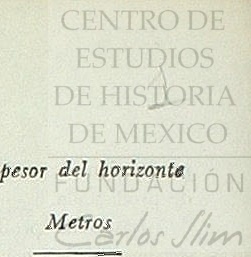 CENTRO DE
ESTUDIOS
DE HISTORIA
DE MEXICO
pesor del horizonte
FUNDACIÓN
Metros
Carlos Slim